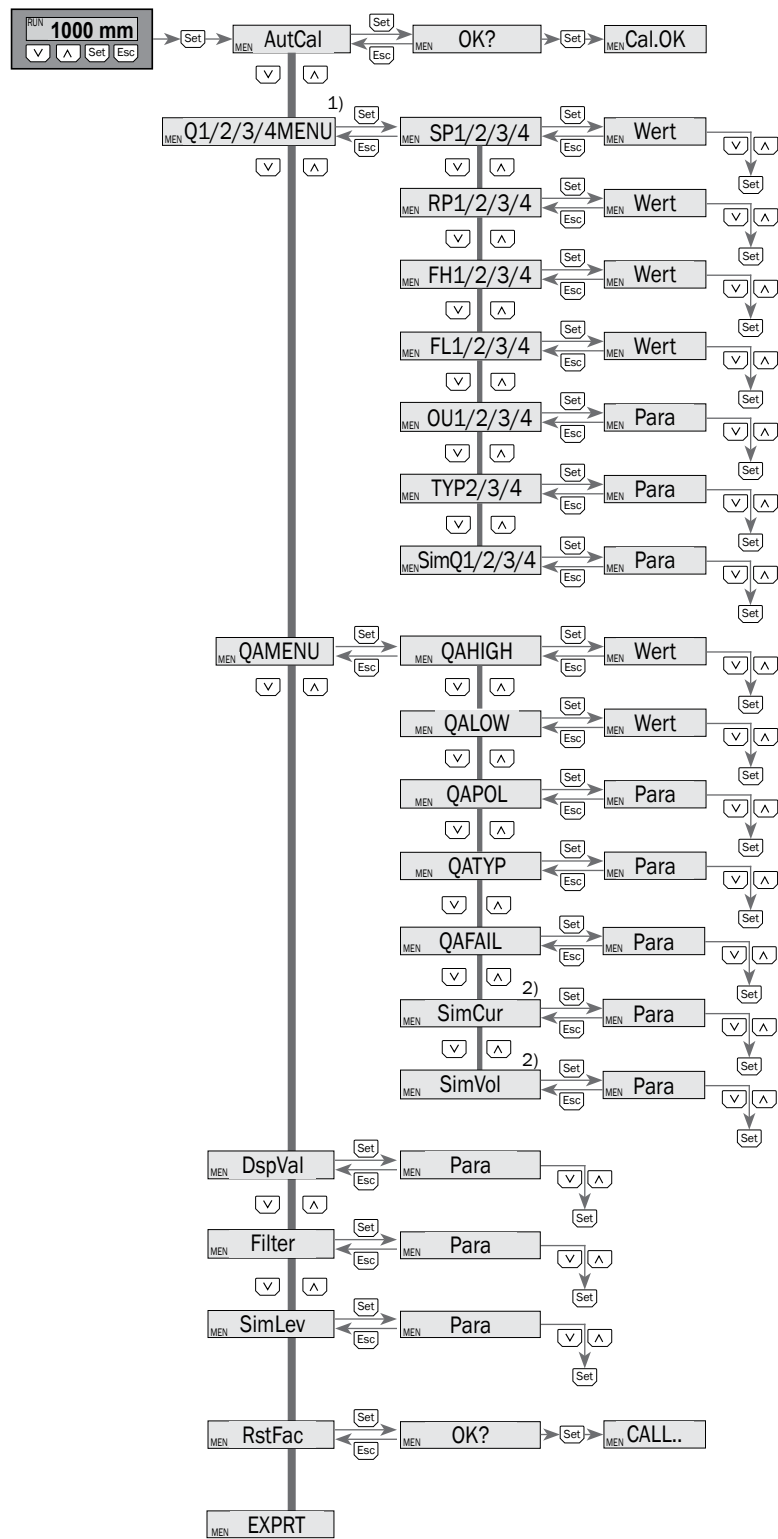 RUN 1000 mm
Set Esc
Set
MEN AutCal
Set
Esc
MEN OK?
Set
MEN Cal.OK
1)
MEN Q1/2/3/4MENU
Set
Esc
MEN SP1/2/3/4
Set
Esc
MEN Wert
Set
MEN RP1/2/3/4
Set
Esc
MEN Wert
Set
MEN FH1/2/3/4
Set
Esc
MEN Wert
Set
MEN FL1/2/3/4
Set
Esc
MEN Wert
Set
MEN OU1/2/3/4
Set
Esc
MEN Para
Set
MEN TYP2/3/4
Set
Esc
MEN Para
Set
MEN SimQ1/2/3/4
Set
Esc
MEN Para
Set
MEN QAMENU
Set
Esc
MEN QAHIGH
Set
Esc
MEN Wert
Set
MEN QALOW
Set
Esc
MEN Wert
Set
MEN QAPOL
Set
Esc
MEN Para
Set
MEN QATYP
Set
Esc
MEN Para
Set
MEN QAFAIL
Set
Esc
MEN Para
Set
2)
MEN SimCur
Set
Esc
MEN Para
Set
2)
MEN SimVol
Set
Esc
MEN Para
Set
MEN DspVal
Set
Esc
MEN Para
Set
MEN Filter
Set
Esc
MEN Para
Set
MEN SimLev
Set
Esc
MEN Para
Set
MEN RstFac
Set
Esc
MEN OK?
Set
MEN CALL..
MEN EXPRT